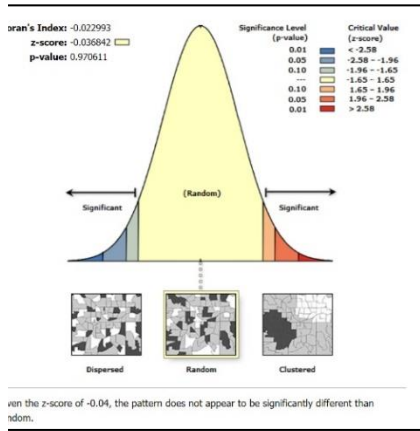 oran's Index: -0.022993
z-score: -0.036842
p-value: 0.970611
Significance Level
(p-value)
Critical Value
(z-score)
0.01 < -2.58
0.05 -2.58 – -1.96
0.10 -1.96 – -1.65
--- -1.65 – 1.65
0.10 1.65 – 1.96
0.05 1.96 – 2.58
0.01 > 2.58
(Random)
Significant
Significant
Dispersed
Random
Clustered
ven the z-score of -0.04, the pattern does not appear to be significantly different than
ndom.